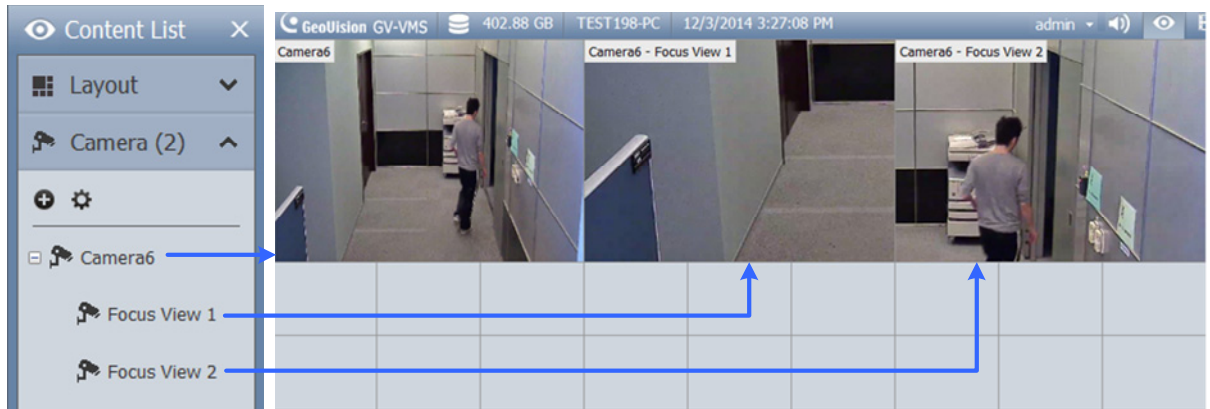 Content List
Layout
Camera (2)
Camera6
Focus View 1
Focus View 2
GeoVision GV-VMS 402.88 GB TEST198-PC 12/3/2014 3:27:08 PM admin
Camera6
Camera6 - Focus View 1
Camera6 - Focus View 2